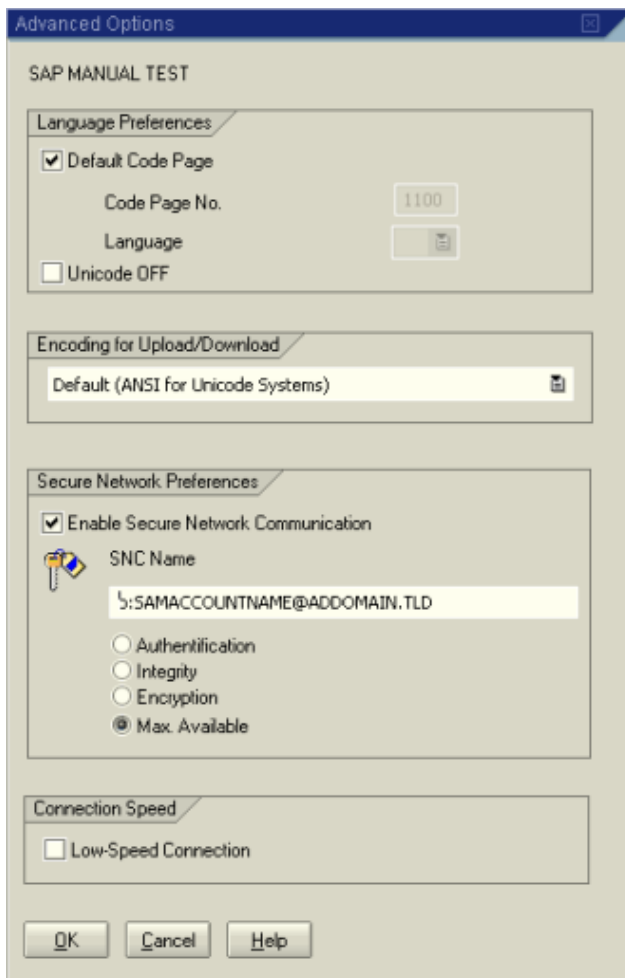 Advanced Options
SAP MANUAL TEST
Language Preferences
Default Code Page
Code Page No. 1100
Language
Unicode OFF
Encoding for Upload/Download
Default (ANSI for Unicode Systems)
Secure Network Preferences
Enable Secure Network Communication
SNC Name
:SAMACCOUNTNAME@ADDOMAIN.TLD
Authentification
Integrity
Encryption
Max. Available
Connection Speed
Low-Speed Connection
OK Cancel Help